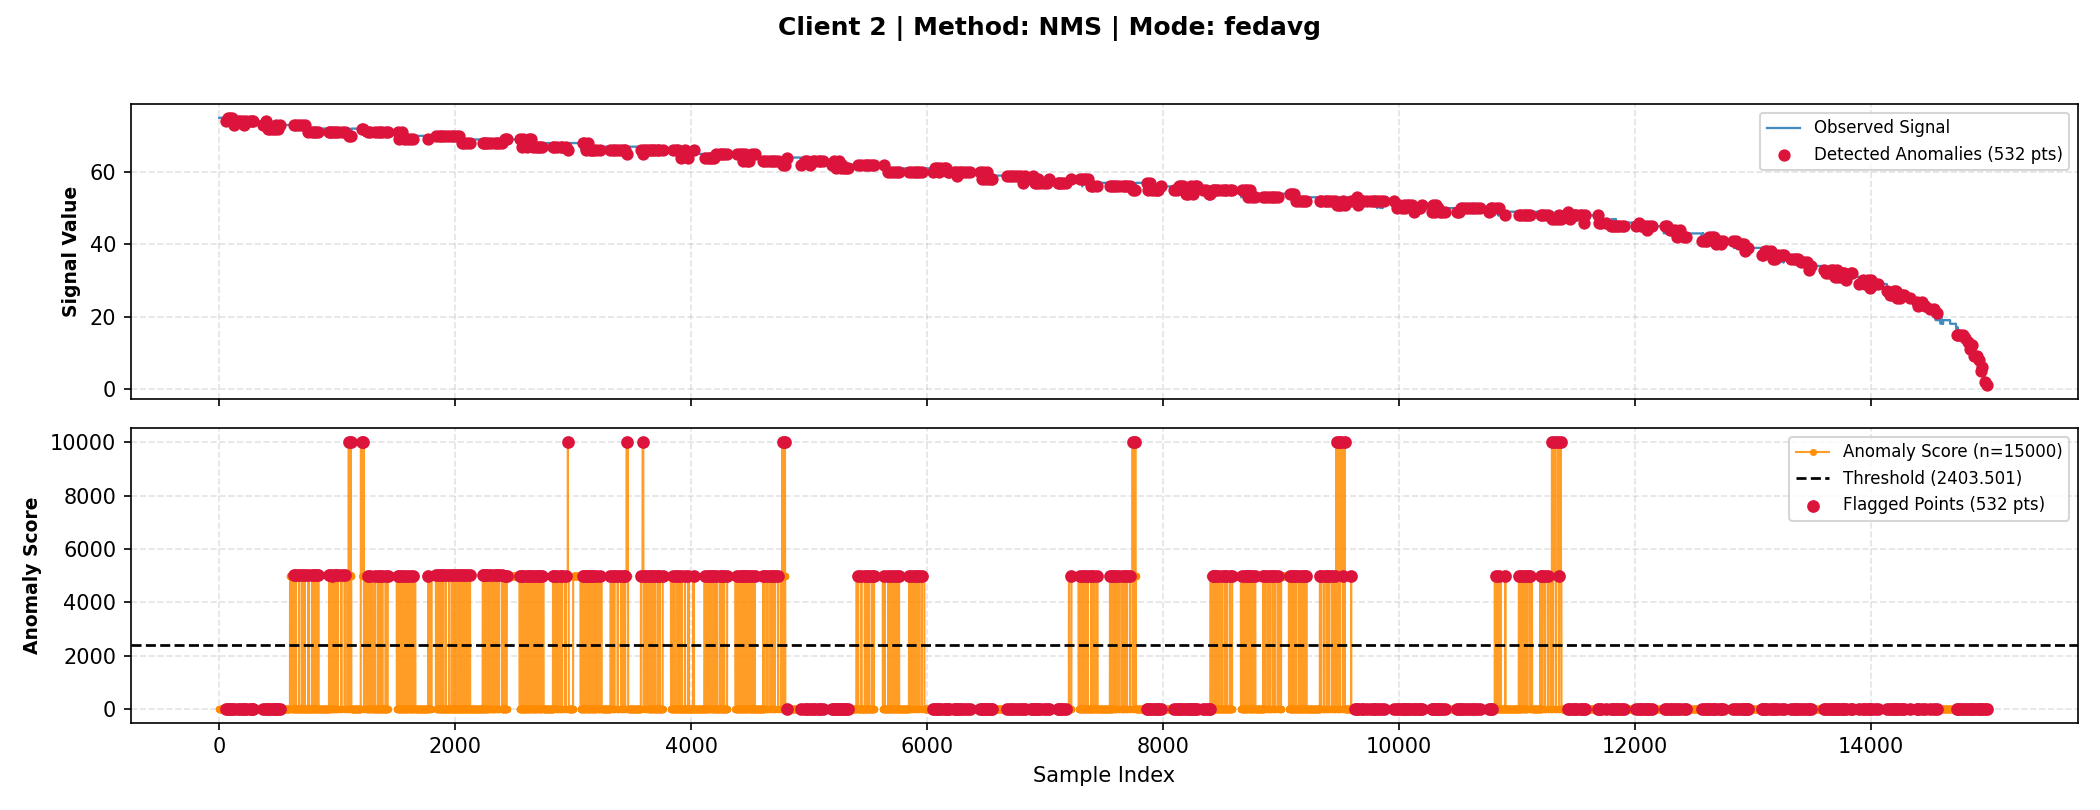 Client 2 | Method: NMS | Mode: fedavg
Signal Value
60
40
20
0
Observed Signal
Detected Anomalies (532 pts)
Anomaly Score
10000
8000
6000
4000
2000
0
Anomaly Score (n=15000)
Threshold (2403.501)
Flagged Points (532 pts)
0 2000 4000 6000 8000 10000 12000 14000
Sample Index